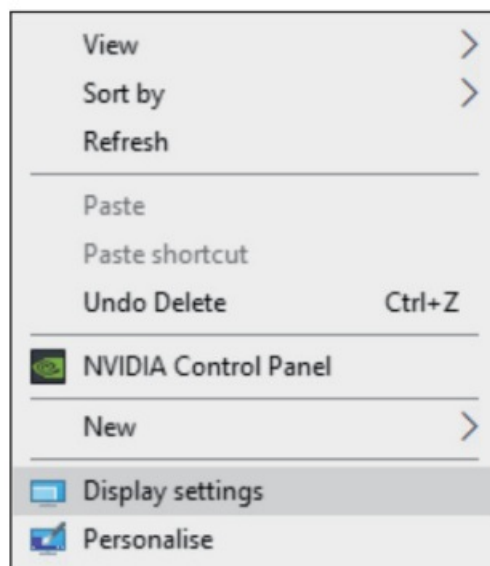 View
Sort by
Refresh
Paste
Paste shortcut
Undo Delete Ctrl+Z
NVIDIA Control Panel
New
Display settings
Personalise